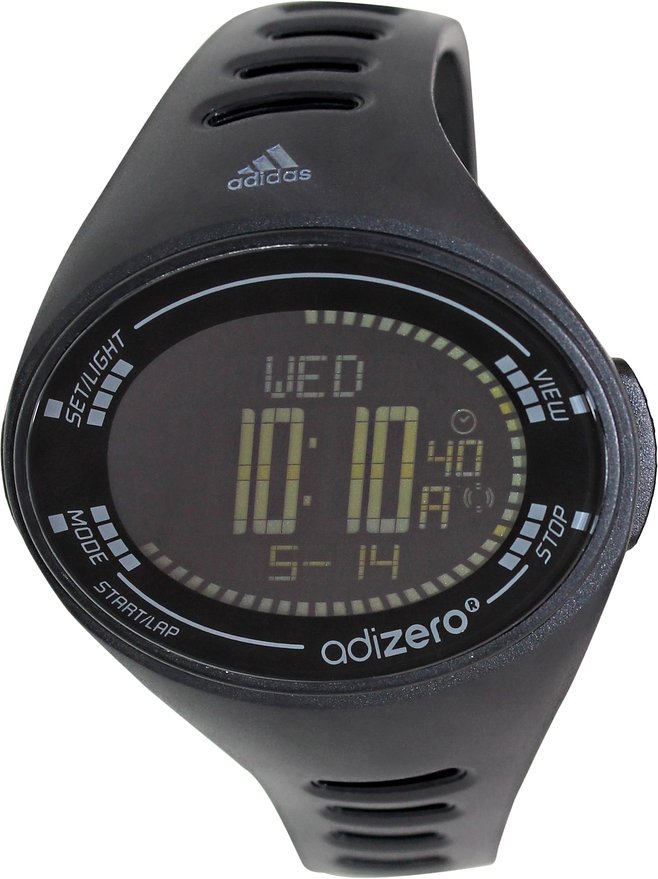 adidas
SET/LIGHT
VIEW
WED
10:10 40
A
5-14
MODE
STOP
START/LAP
adizero®